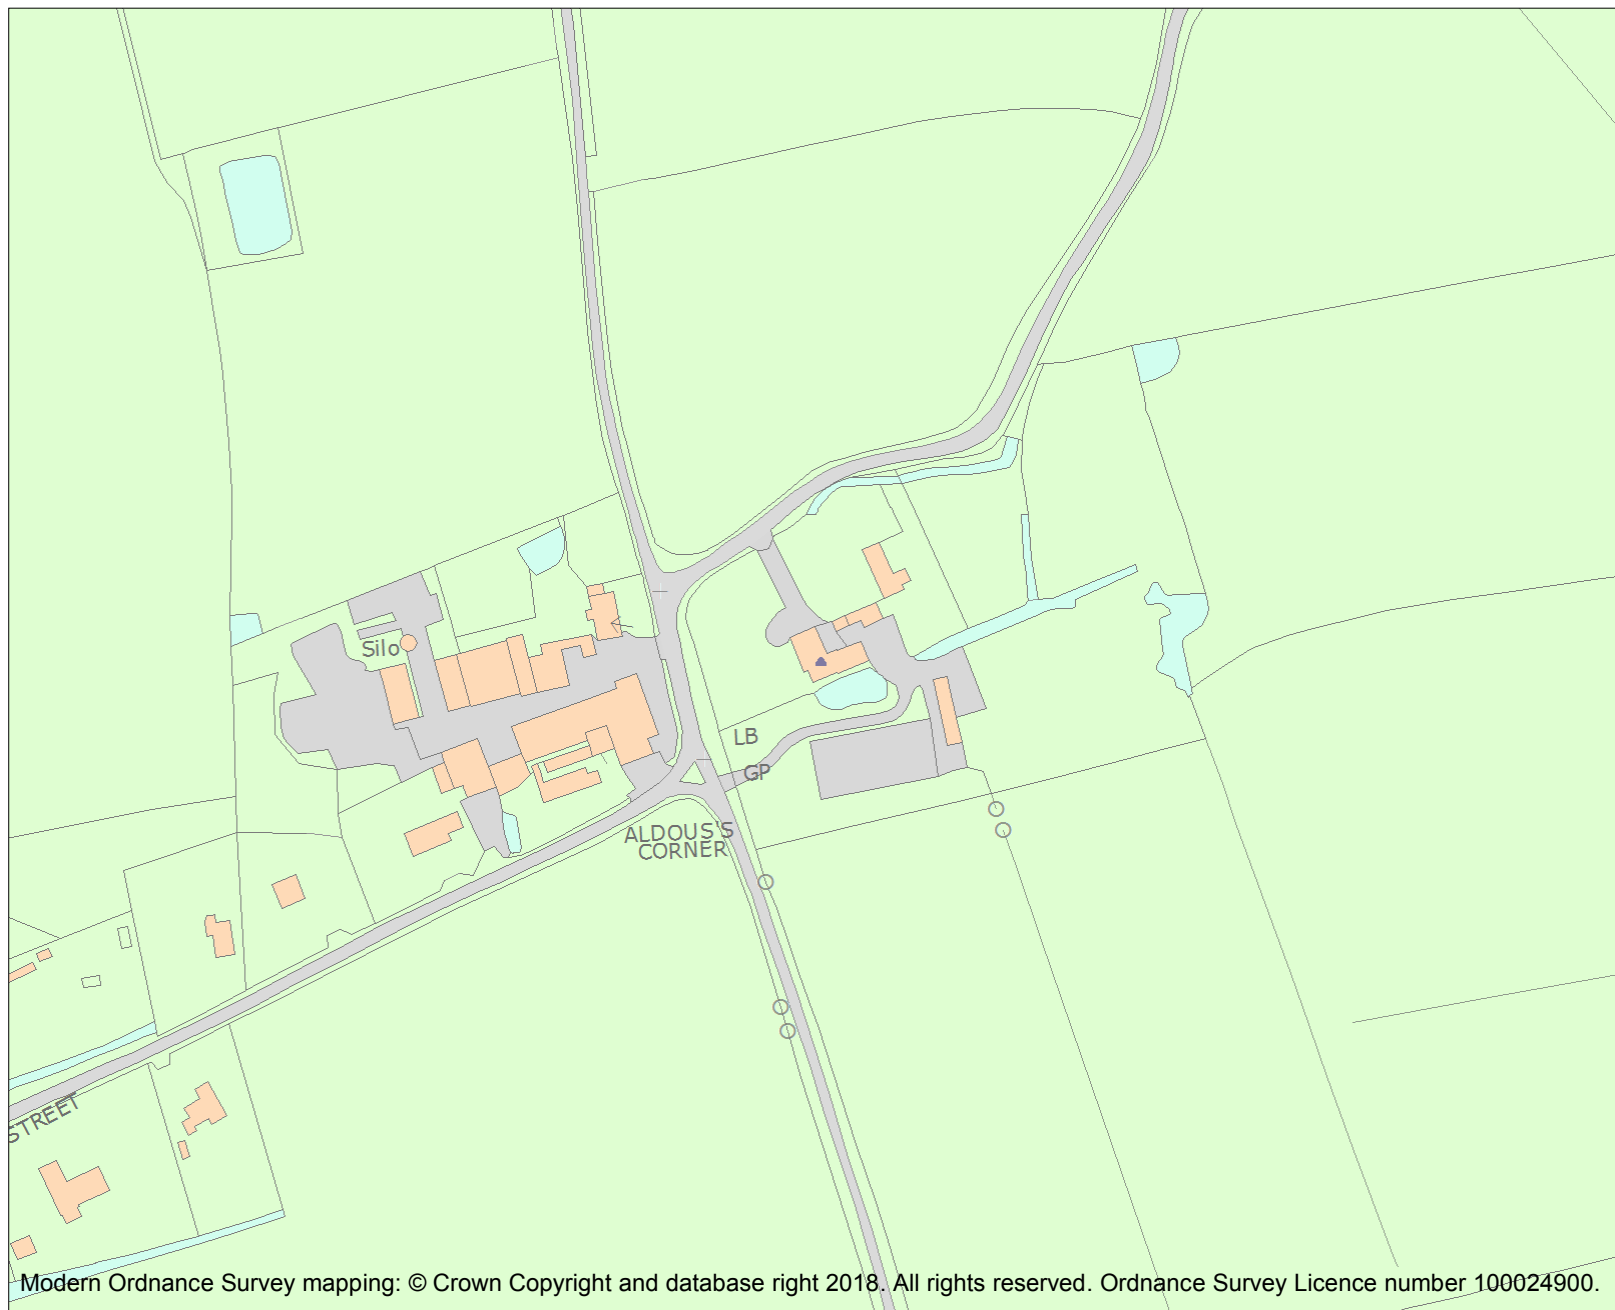 Silo
LB
GP
ALDOUS'S
CORNER
STREET
Modern Ordnance Survey mapping: © Crown Copyright and database right 2018. All rights reserved. Ordnance Survey Licence number 100024900.